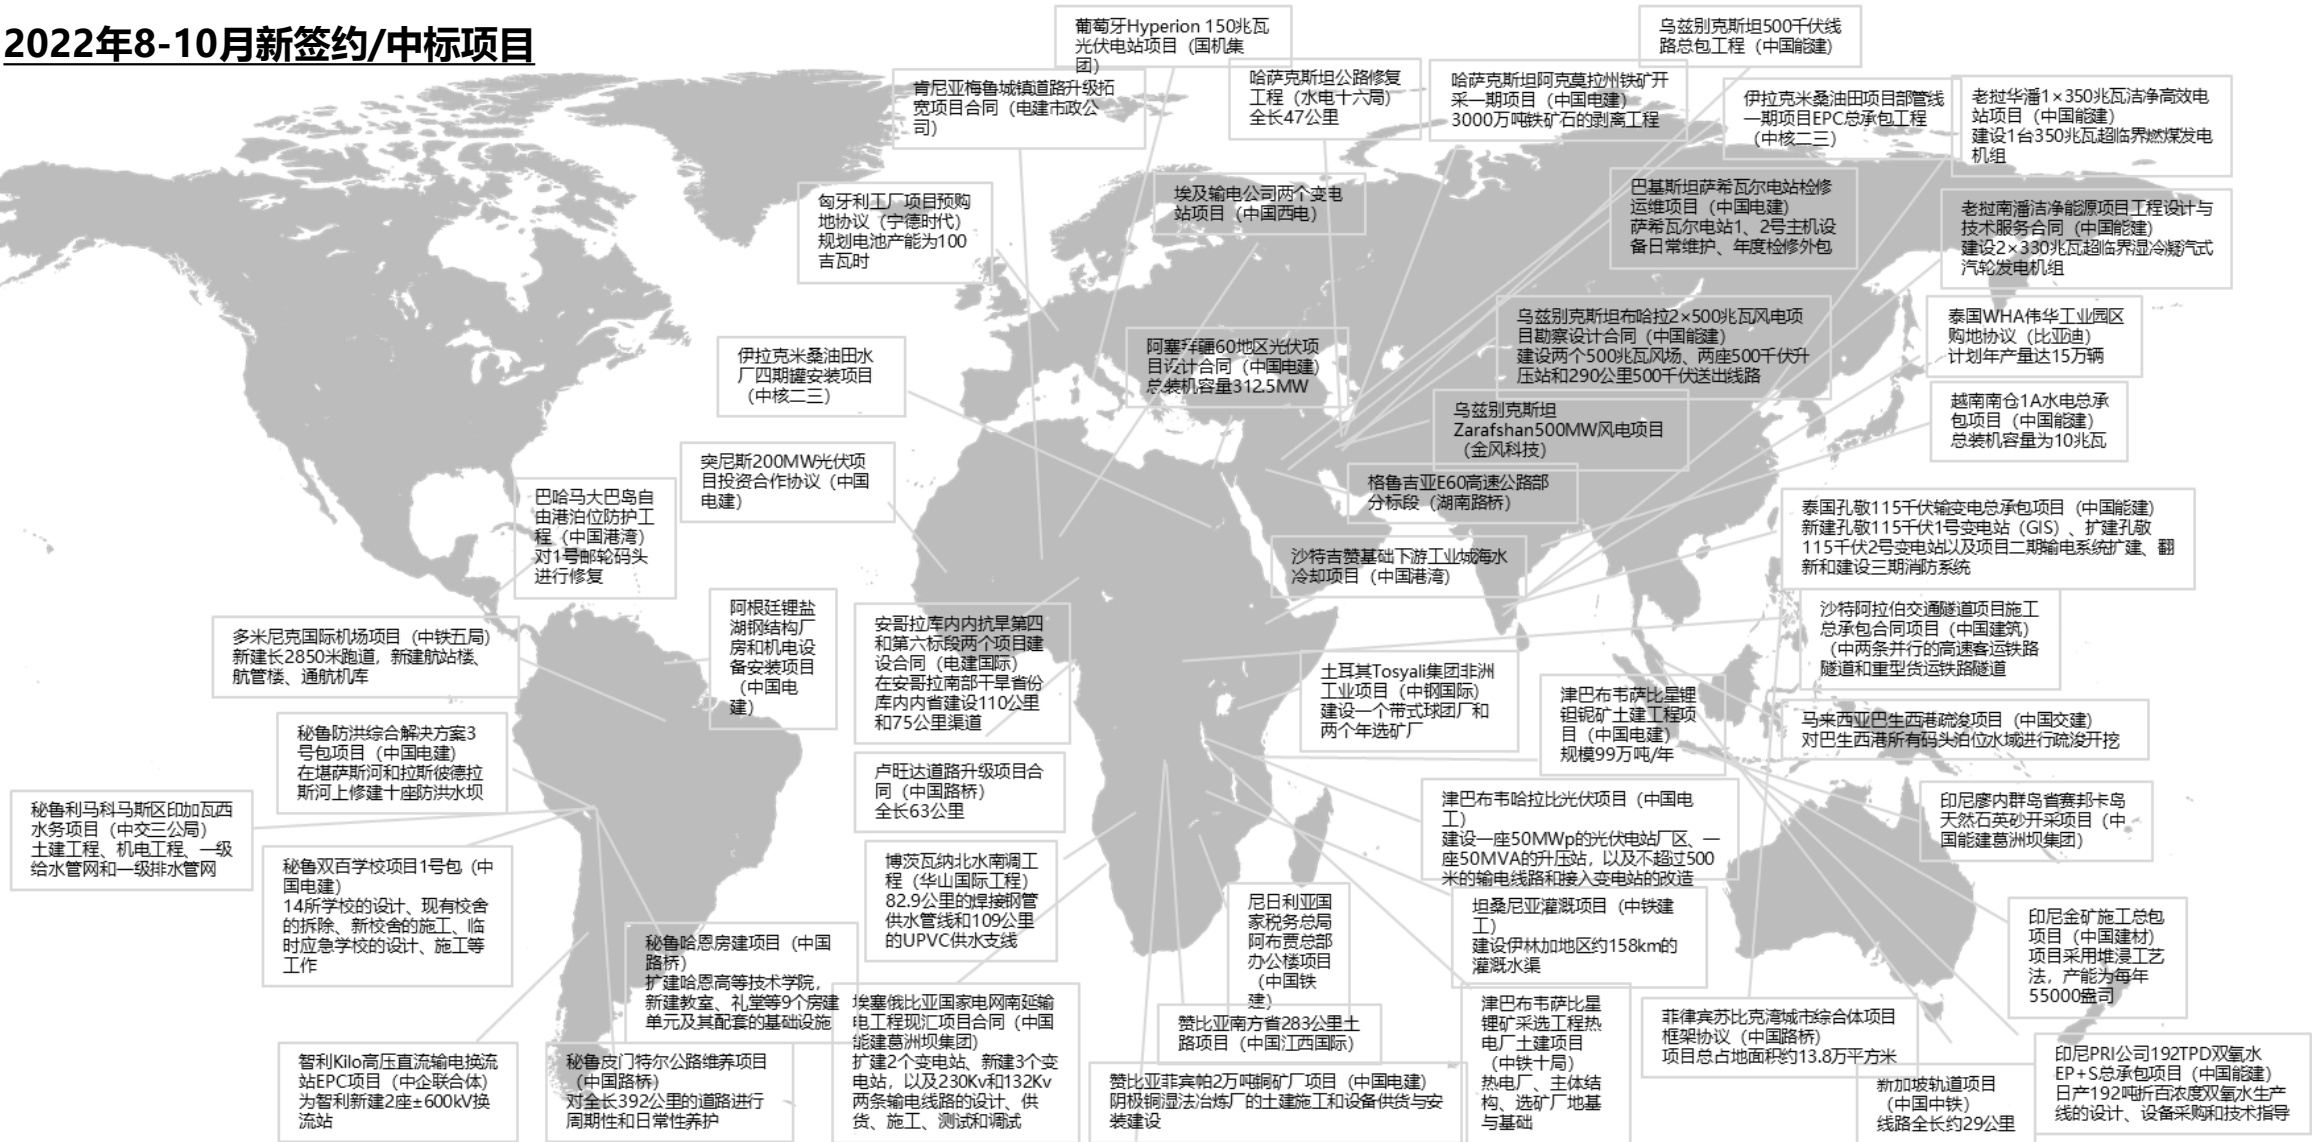 2022年8-10月新签约/中标项目
葡萄牙Hyperion 150兆瓦
光伏电站项目（国机集
团）
乌兹别克斯坦500千伏线
路总包工程（中国能建）
肯尼亚梅鲁城镇道路升级拓
宽项目合同（电建市政公
司）
哈萨克斯坦公路修复
工程（水电十六局）
全长47公里
哈萨克斯坦阿克莫拉州铁矿开
采一期项目（中国电建）
3000万吨铁矿石的剥离工程
伊拉克米桑油田项目部管线
一期项目EPC总承包工程
（中核二三）
老挝华潘1×350兆瓦洁净高效电
站项目（中国能建）
建设1台350兆瓦超临界燃煤发电
机组
匈牙利工厂项目预购
地协议（宁德时代）
规划电池产能为100
吉瓦时
埃及输电公司两个变电
站项目（中国西电）
巴基斯坦萨希瓦尔电站检修
运维项目（中国电建）
萨希瓦尔电站1、2号主机设
备日常维护、年度检修外包
老挝南潘洁净能源项目工程设计与
技术服务合同（中国能建）
建设2×330兆瓦超临界湿冷凝汽式
汽轮发电机组
伊拉克米桑油田水
厂四期罐安装项目
（中核二三）
阿塞拜疆60地区光伏项
目设计合同（中国电建）
总装机容量312.5MW
乌兹别克斯坦布哈拉2×500兆瓦风电项
目勘察设计合同（中国能建）
建设两个500兆瓦风场、两座500千伏升
压站和290公里500千伏送出线路
泰国WHA伟华工业园区
购地协议（比亚迪）
计划年产量达15万辆
乌兹别克斯坦
Zarafshan500MW风电项目
（金风科技）
越南南仓1A水电总承
包项目（中国能建）
总装机容量为10兆瓦
突尼斯200MW光伏项
目投资合作协议（中国
电建）
格鲁吉亚E60高速公路部
分标段（湖南路桥）
巴哈马大巴岛自
由港泊位防护工
程（中国港湾）
对1号邮轮码头
进行修复
泰国孔敬115千伏输变电总承包项目（中国能建）
新建孔敬115千伏1号变电站（GIS）、扩建孔敬
115千伏2号变电站以及项目二期输电系统扩建、翻
新和建设三期消防系统
沙特吉赞基础下游工业城海水
冷却项目（中国港湾）
阿根廷锂盐
湖钢结构厂
房和机电设
备安装项目
（中国电
建）
安哥拉库内内抗旱第四
和第六标段两个项目建
设合同（电建国际）
在安哥拉南部干旱省份
库内内省建设110公里
和75公里渠道
沙特阿拉伯交通隧道项目施工
总承包合同项目（中国建筑）
（中两条并行的高速客运铁路
隧道和重型货运铁路隧道
多米尼克国际机场项目（中铁五局）
新建长2850米跑道，新建航站楼、
航管楼、通航机库
土耳其Tosyali集团非洲
工业项目（中钢国际）
建设一个带式球团厂和
两个年选矿厂
津巴布韦萨比星锂
钽铌矿土建工程项
目（中国电建）
规模99万吨/年
马来西亚巴生西港疏浚项目（中国交建）
对巴生西港所有码头泊位水域进行疏浚开挖
秘鲁防洪综合解决方案3
号包项目（中国电建）
在堪萨斯河和拉斯彼德拉
斯河上修建十座防洪水坝
卢旺达道路升级项目合
同（中国路桥）
全长63公里
秘鲁利马科马斯区印加瓦西
水务项目（中交三公局）
土建工程、机电工程、一级
给水管网和一级排水管网
津巴布韦哈拉比光伏项目（中国电
工）
建设一座50MWp的光伏电站厂区、一
座50MVA的升压站，以及不超过500
米的输电线路和接入变电站的改造
印尼廖内群岛省赛邦卡岛
天然石英砂开采项目（中
国能建葛洲坝集团）
秘鲁双百学校项目1号包（中
国电建）
14所学校的设计、现有校舍
的拆除、新校舍的施工、临
时应急学校的设计、施工等
工作
博茨瓦纳北水南调工
程（华山国际工程）
82.9公里的焊接钢管
供水管线和109公里
的UPVC供水支线
尼日利亚国
家税务总局
阿布贾总部
办公楼项目
（中国铁
建）
坦桑尼亚灌溉项目（中铁建
工）
建设伊林加地区约158km的
灌溉水渠
印尼金矿施工总包
项目（中国建材）
项目采用堆浸工艺
法，产能为每年
55000盎司
秘鲁哈恩房建项目（中国
路桥）
扩建哈恩高等技术学院，
新建教室、礼堂等9个房建
单元及其配套的基础设施
埃塞俄比亚国家电网南延输
电工程现汇项目合同（中国
能建葛洲坝集团）
扩建2个变电站、新建3个变
电站，以及230Kv和132Kv
两条输电线路的设计、供
货、施工、测试和调试
赞比亚南方省283公里土
路项目（中国江西国际）
津巴布韦萨比星
锂矿采选工程热
电厂土建项目
（中铁十局）
热电厂、主体结
构、选矿厂地基
与基础
菲律宾苏比克湾城市综合体项目
框架协议（中国路桥）
项目总占地面积约13.8万平方米
智利Kilo高压直流输电换流
站EPC项目（中企联合体）
为智利新建2座±600kV换
流站
秘鲁皮门特尔公路维养项目
（中国路桥）
对全长392公里的道路进行
周期性和日常性养护
赞比亚菲宾帕2万吨铜矿厂项目（中国电建）
阴极铜湿法冶炼厂的土建施工和设备供货与安
装建设
新加坡轨道项目
（中国中铁）
线路全长约29公里
印尼PRI公司192TPD双氧水
EP+S总承包项目（中国能建）
日产192吨折百浓度双氧水生产
线的设计、设备采购和技术指导